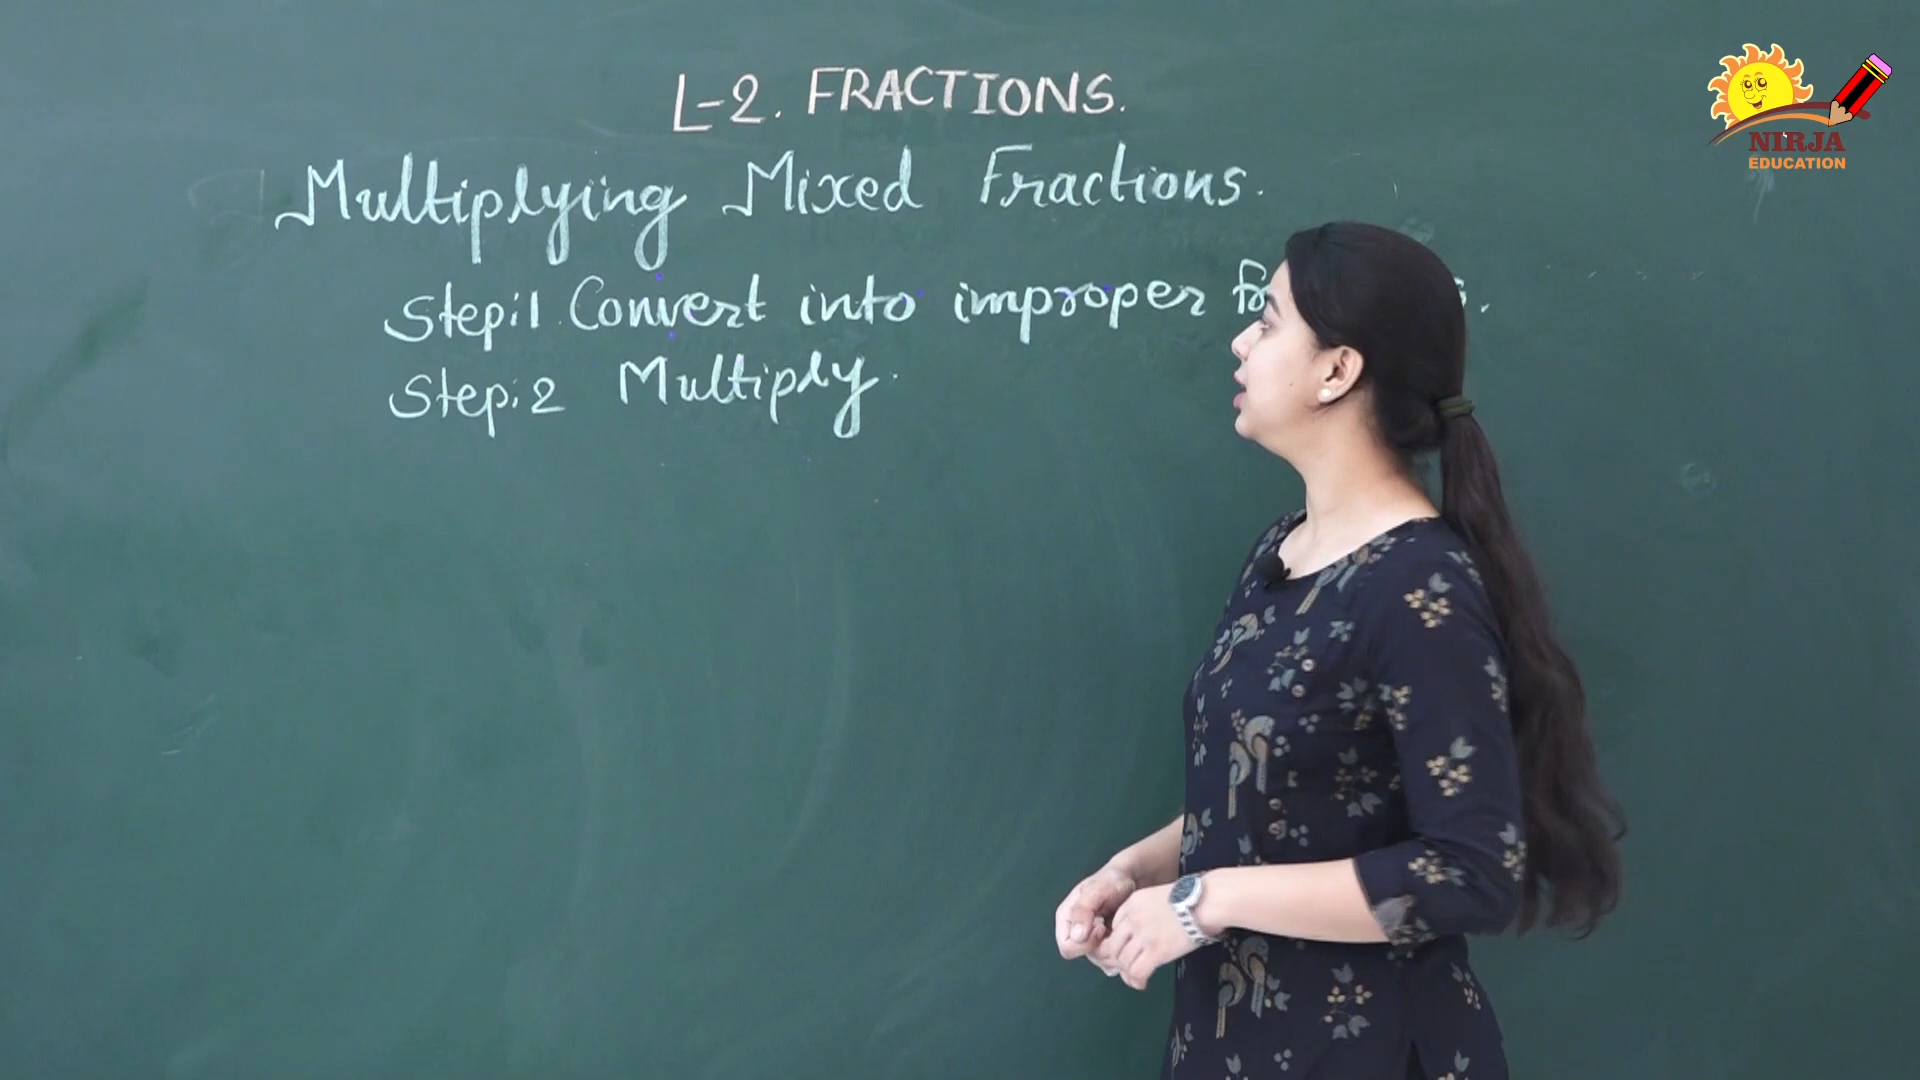 L-2. FRACTIONS.
Multiplying Mixed Fractions.
Step:1 Convert into improper
Step:2 Multiply.
NIRJA
EDUCATION